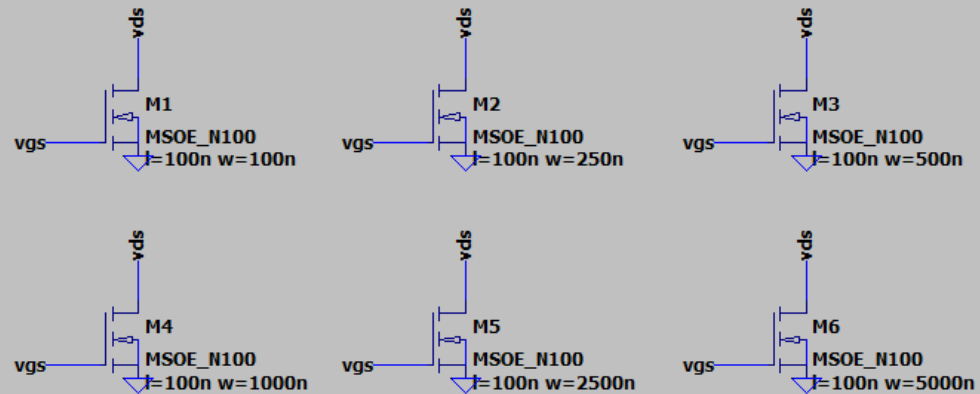 vds
vds
vds
M1
M2
M3
vgs
MSOE_N100
vgs
MSOE_N100
vgs
MSOE_N100
l=100n w=100n
l=100n w=250n
l=100n w=500n
vds
vds
vds
M4
M5
M6
vgs
MSOE_N100
vgs
MSOE_N100
vgs
MSOE_N100
l=100n w=1000n
l=100n w=2500n
l=100n w=5000n